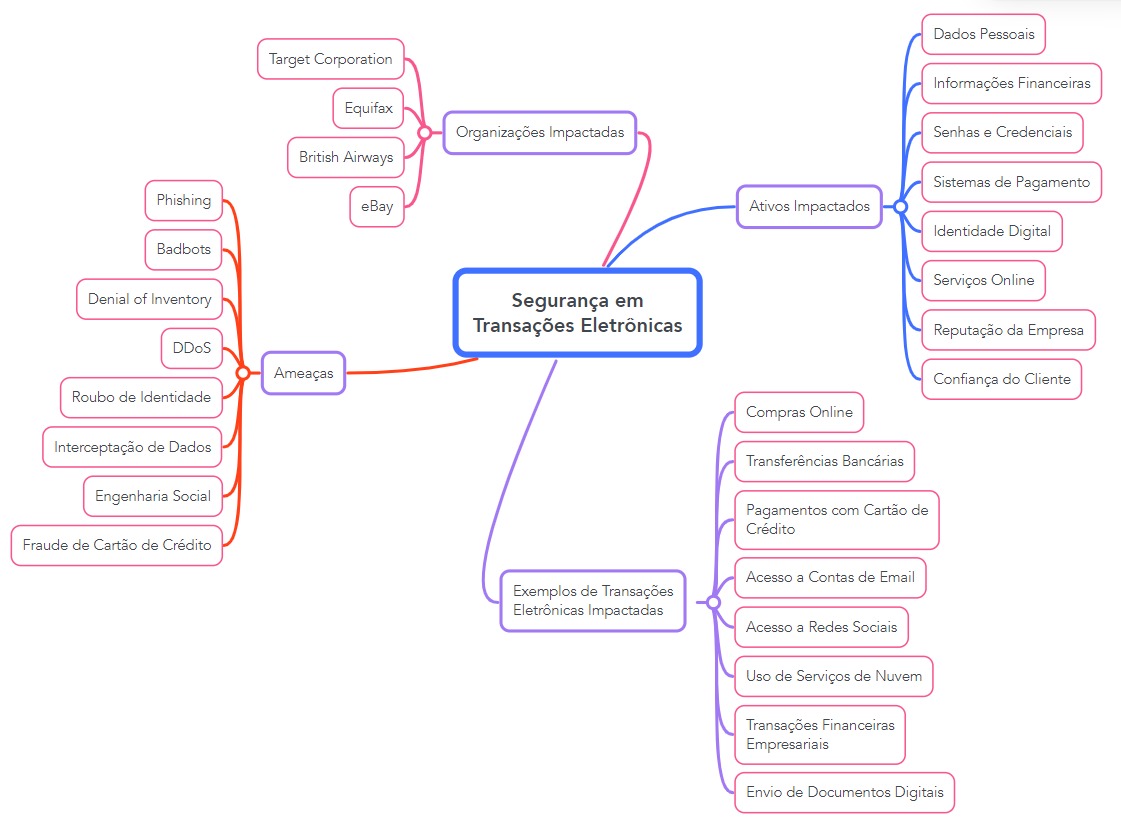 Segurança em
Transações Eletrônicas
Organizações Impactadas
Target Corporation
Equifax
British Airways
eBay
Ativos Impactados
Dados Pessoais
Informações Financeiras
Senhas e Credenciais
Sistemas de Pagamento
Identidade Digital
Serviços Online
Reputação da Empresa
Confiança do Cliente
Ameaças
Phishing
Badbots
Denial of Inventory
DDoS
Roubo de Identidade
Interceptação de Dados
Engenharia Social
Fraude de Cartão de Crédito
Exemplos de Transações
Eletrônicas Impactadas
Compras Online
Transferências Bancárias
Pagamentos com Cartão de
Crédito
Acesso a Contas de Email
Acesso a Redes Sociais
Uso de Serviços de Nuvem
Transações Financeiras
Empresariais
Envio de Documentos Digitais